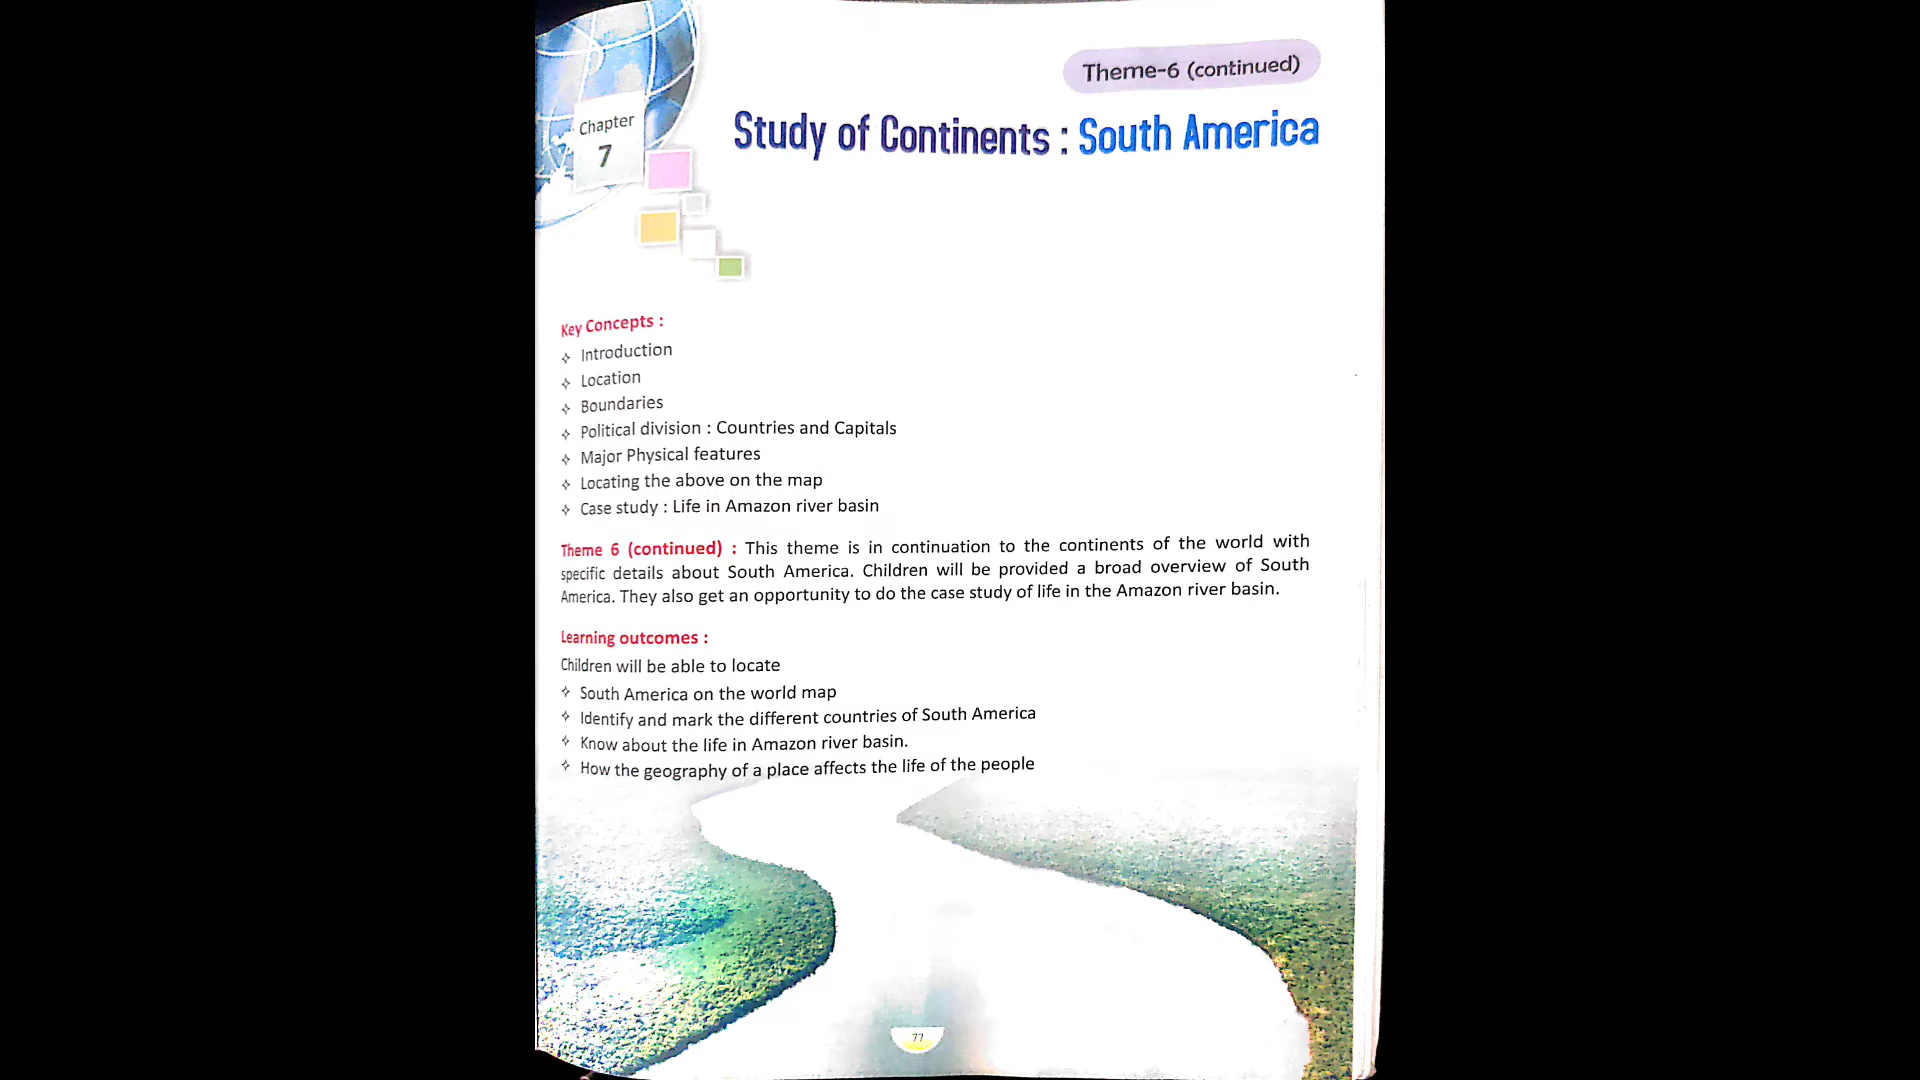 Theme-6 (continued)
Chapter
7
Study of Continents : South America
Key Concepts :
✧ Introduction
✧ Location
✧ Boundaries
✧ Political division : Countries and Capitals
✧ Major Physical features
✧ Locating the above on the map
✧ Case study : Life in Amazon river basin
Theme 6 (continued) : This theme is in continuation to the continents of the world with
specific details about South America. Children will be provided a broad overview of South
America. They also get an opportunity to do the case study of life in the Amazon river basin.
Learning outcomes :
Children will be able to locate
✧ South America on the world map
✧ Identify and mark the different countries of South America
✧ Know about the life in Amazon river basin.
✧ How the geography of a place affects the life of the people
77